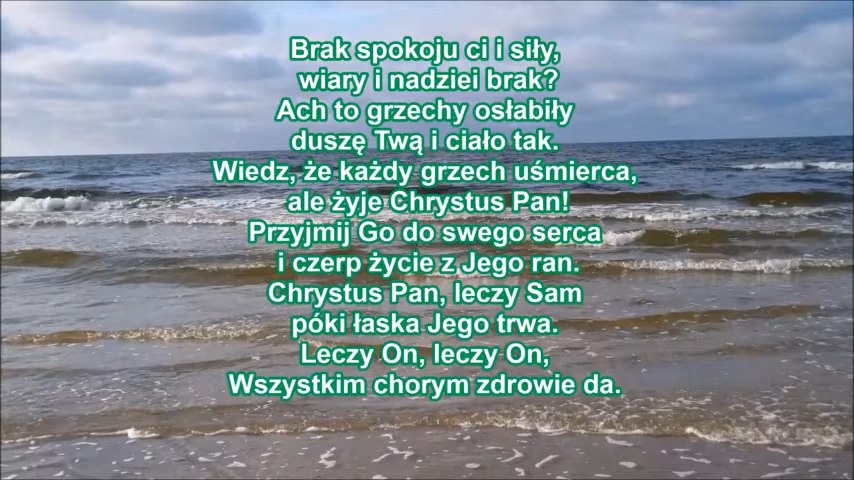 Brak spokoju ci i siły,
wiary i nadziei brak?
Ach to grzechy osłabiły
duszę Twą i ciało tak.
Wiedz, że każdy grzech uśmierca,
ale żyje Chrystus Pan!
Przyjmij Go do swego serca
i czerp życie z Jego ran.
Chrystus Pan, leczy Sam
póki łaska Jego trwa.
Leczy On, leczy On,
Wszystkim chorym zdrowie da.